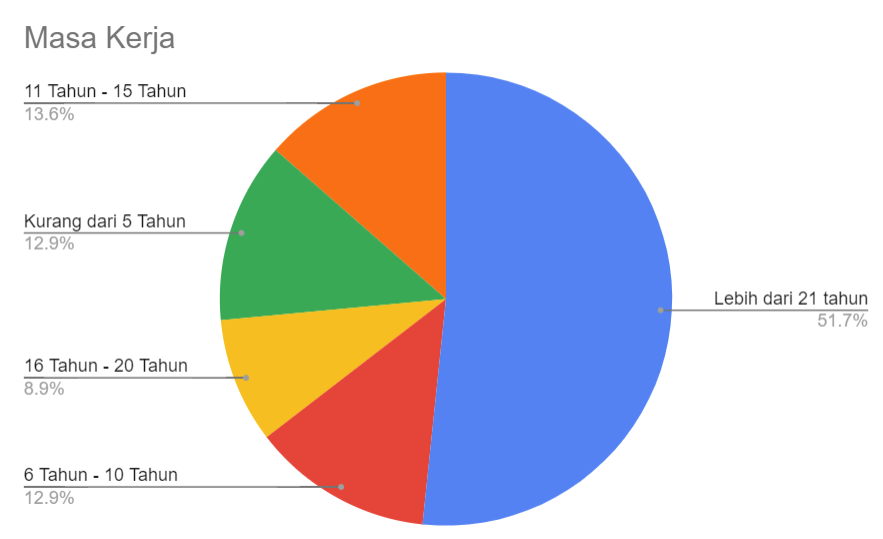 Masa Kerja
11 Tahun - 15 Tahun
13.6%
Kurang dari 5 Tahun
12.9%
Lebih dari 21 tahun
51.7%
16 Tahun - 20 Tahun
8.9%
6 Tahun - 10 Tahun
12.9%